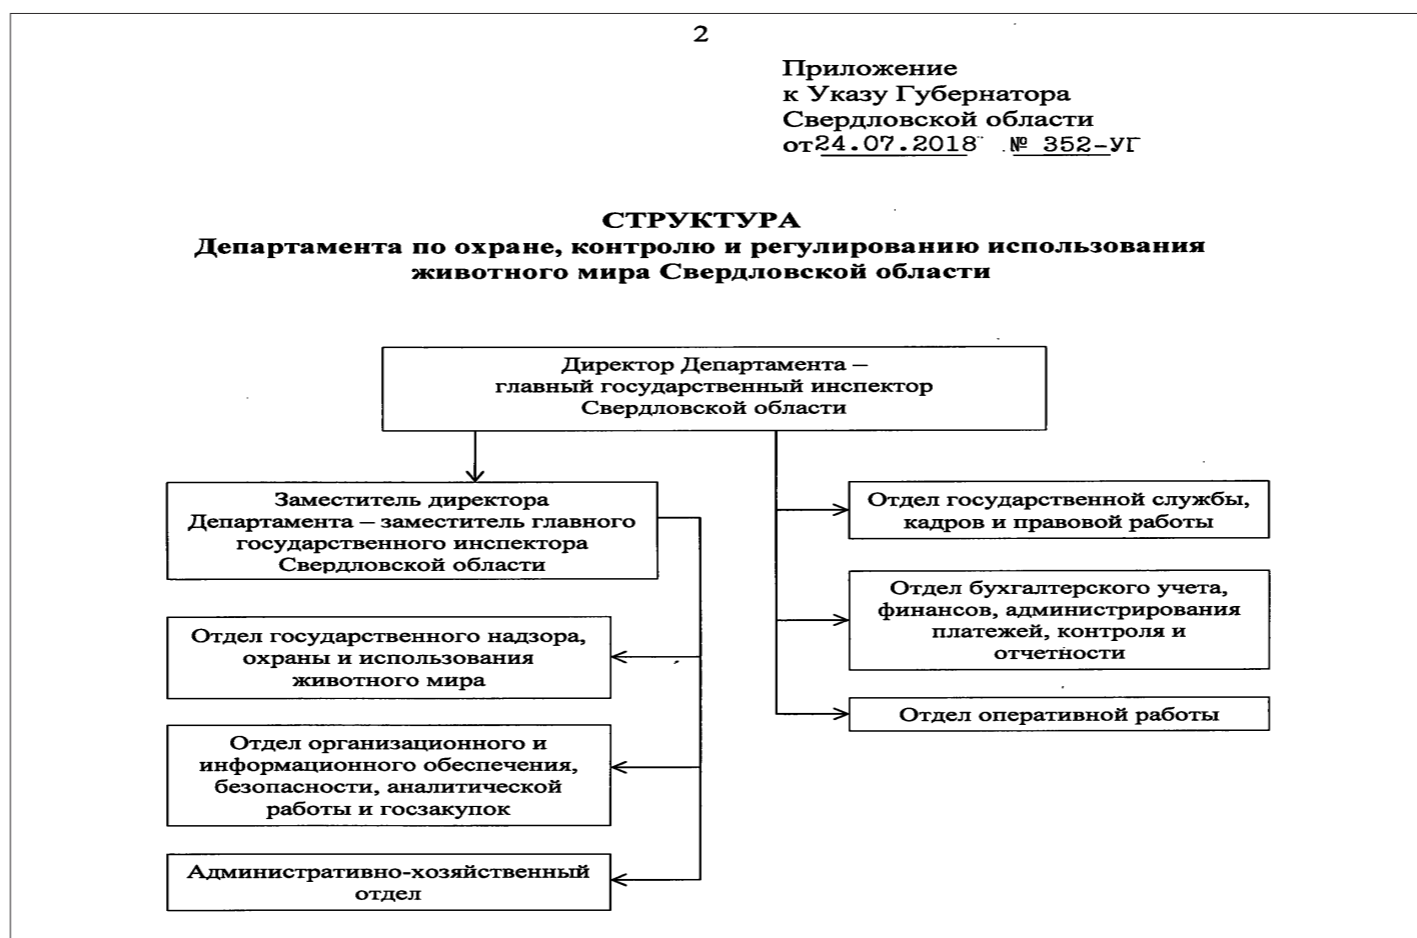 2
Приложение
к Указу Губернатора
Свердловской области
от 24.07.2018 № 352-УГ
СТРУКТУРА
Департамента по охране, контролю и регулированию использования
животного мира Свердловской области
Директор Департамента –
главный государственный инспектор
Свердловской области
Заместитель директора
Департамента – заместитель главного
государственного инспектора
Свердловской области
Отдел государственного надзора,
охраны и использования
животного мира
Отдел организационного и
информационного обеспечения,
безопасности, аналитической
работы и госзакупок
Административно-хозяйственный
отдел
Отдел государственной службы,
кадров и правовой работы
Отдел бухгалтерского учета,
финансов, администрирования
платежей, контроля и
отчетности
Отдел оперативной работы